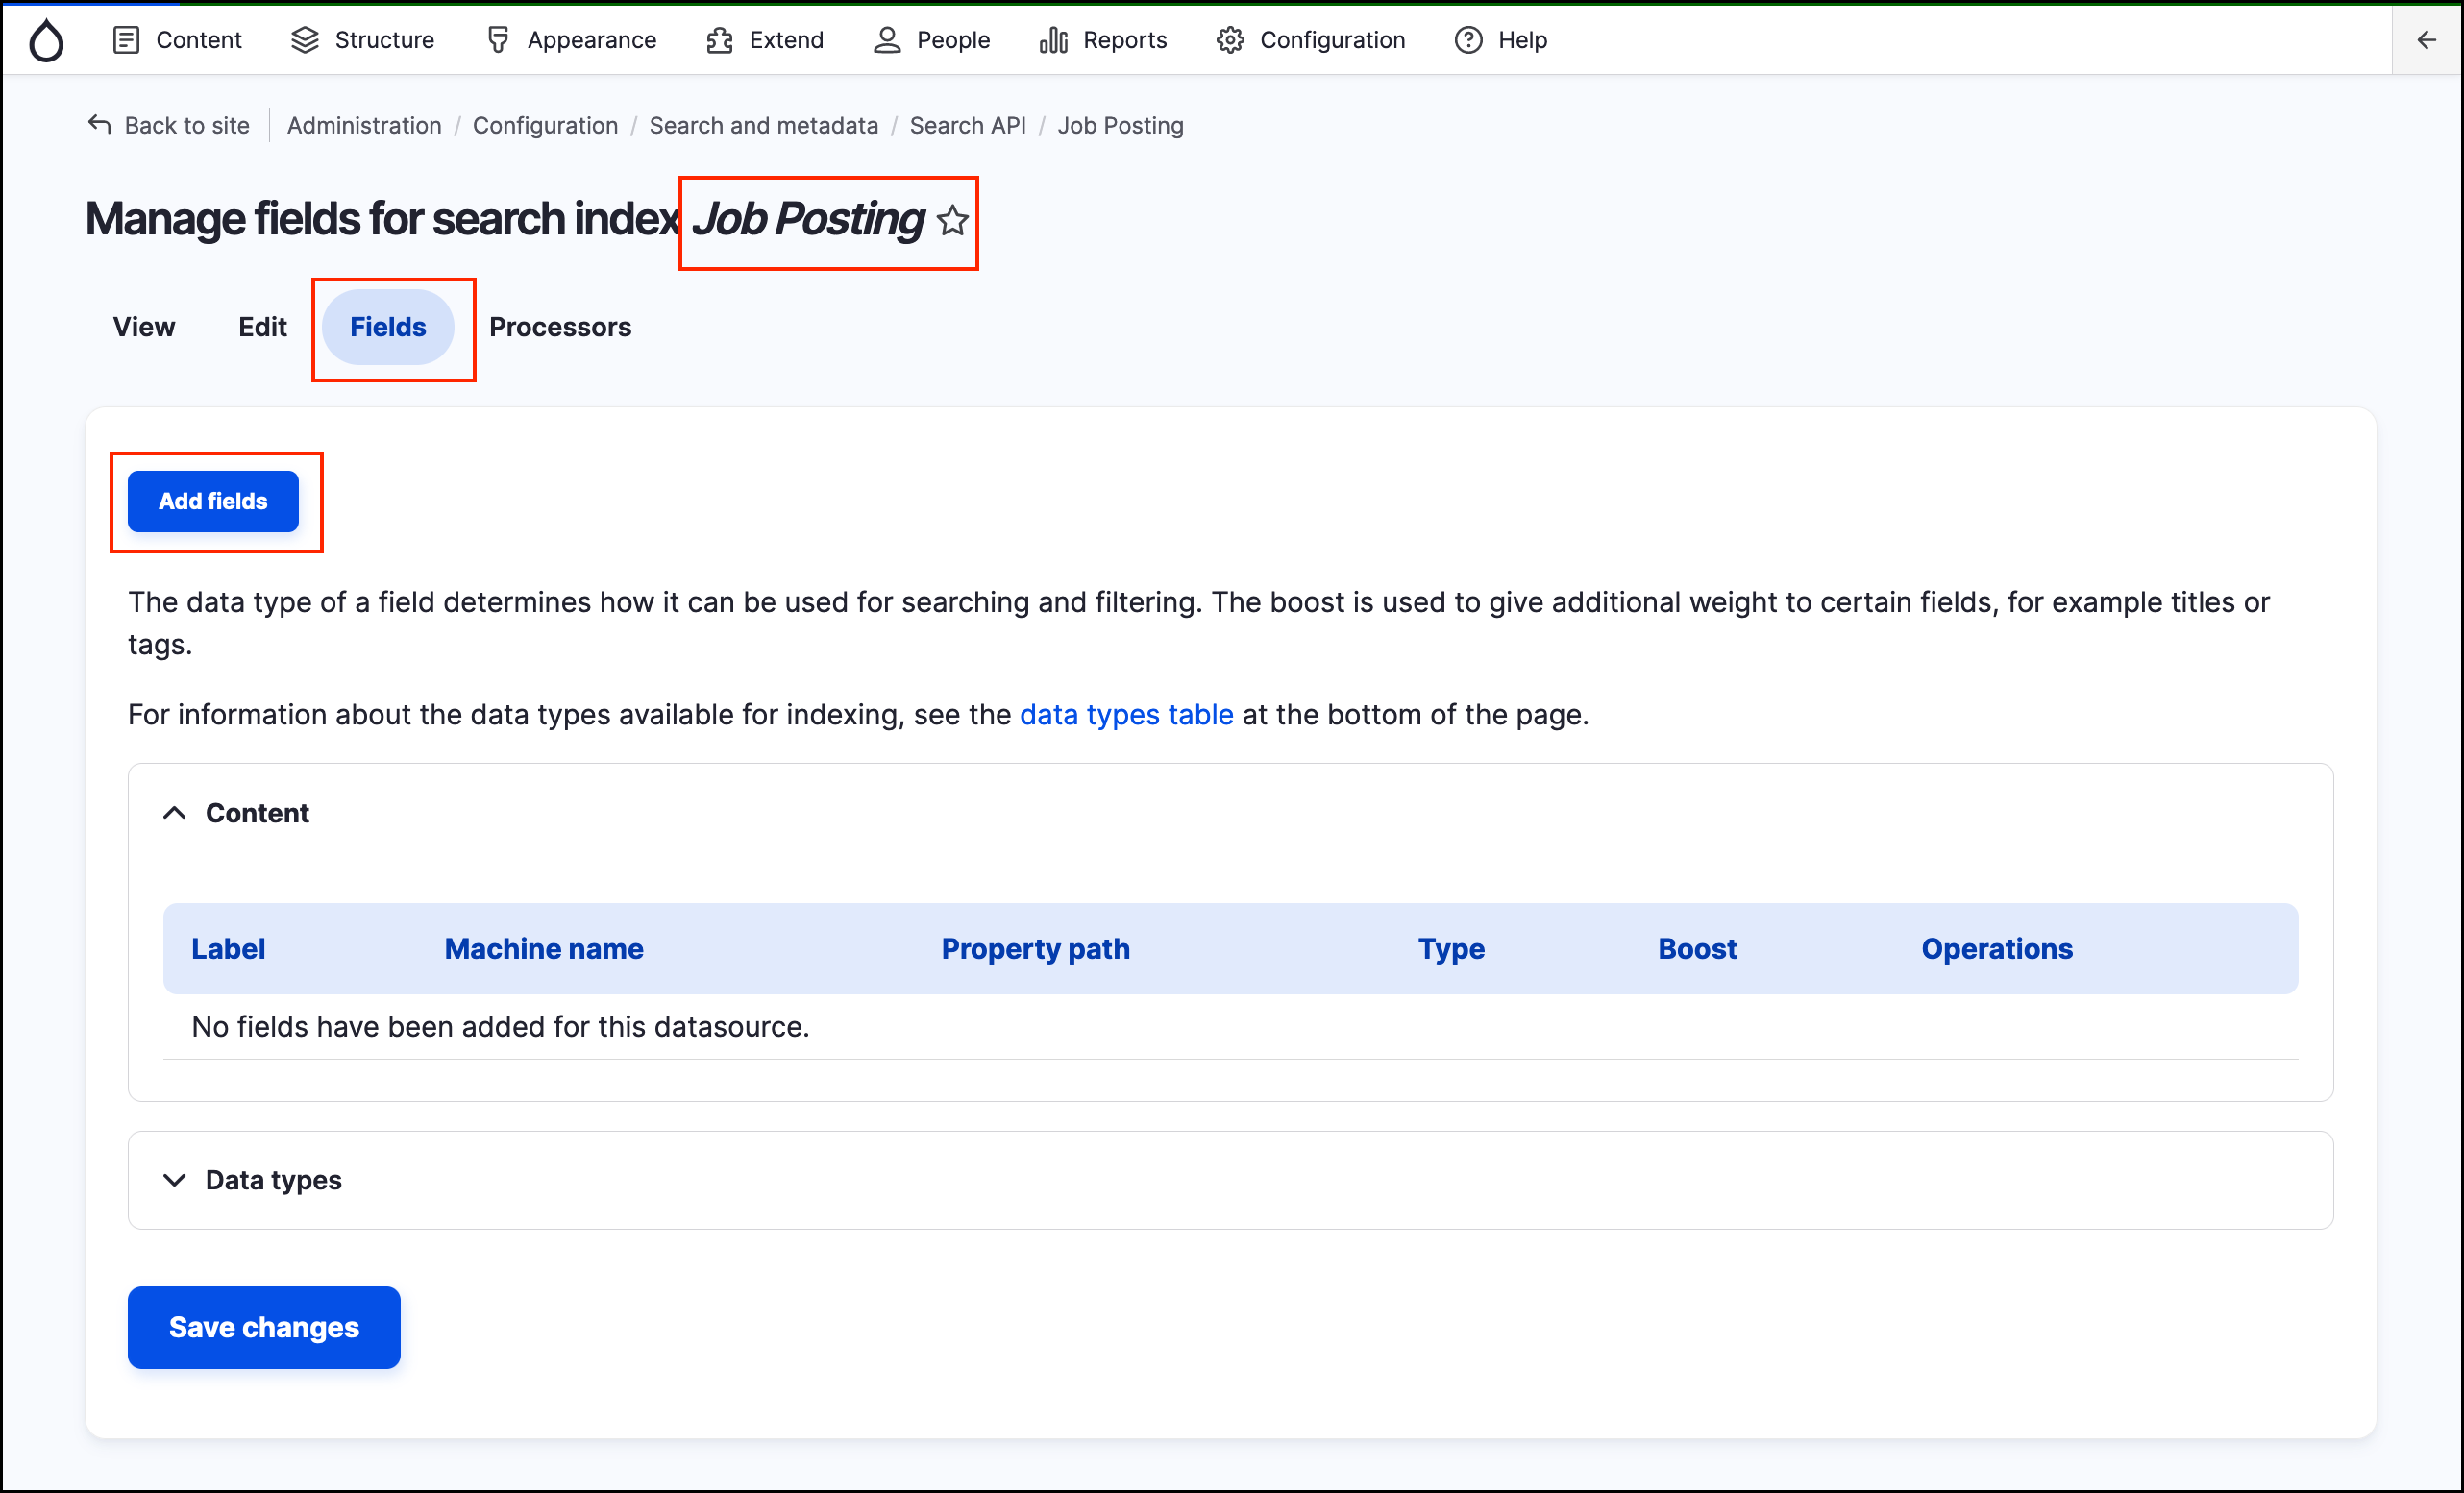 Content Structure Appearance Extend People Reports Configuration Help
Back to site Administration / Configuration / Search and metadata / Search API / Job Posting
Manage fields for search index Job Posting
View Edit Fields Processors
Add fields
The data type of a field determines how it can be used for searching and filtering. The boost is used to give additional weight to certain fields, for example titles or
tags.
For information about the data types available for indexing, see the data types table at the bottom of the page.
Content
Label Machine name Property path Type Boost Operations
No fields have been added for this datasource.
Data types
Save changes